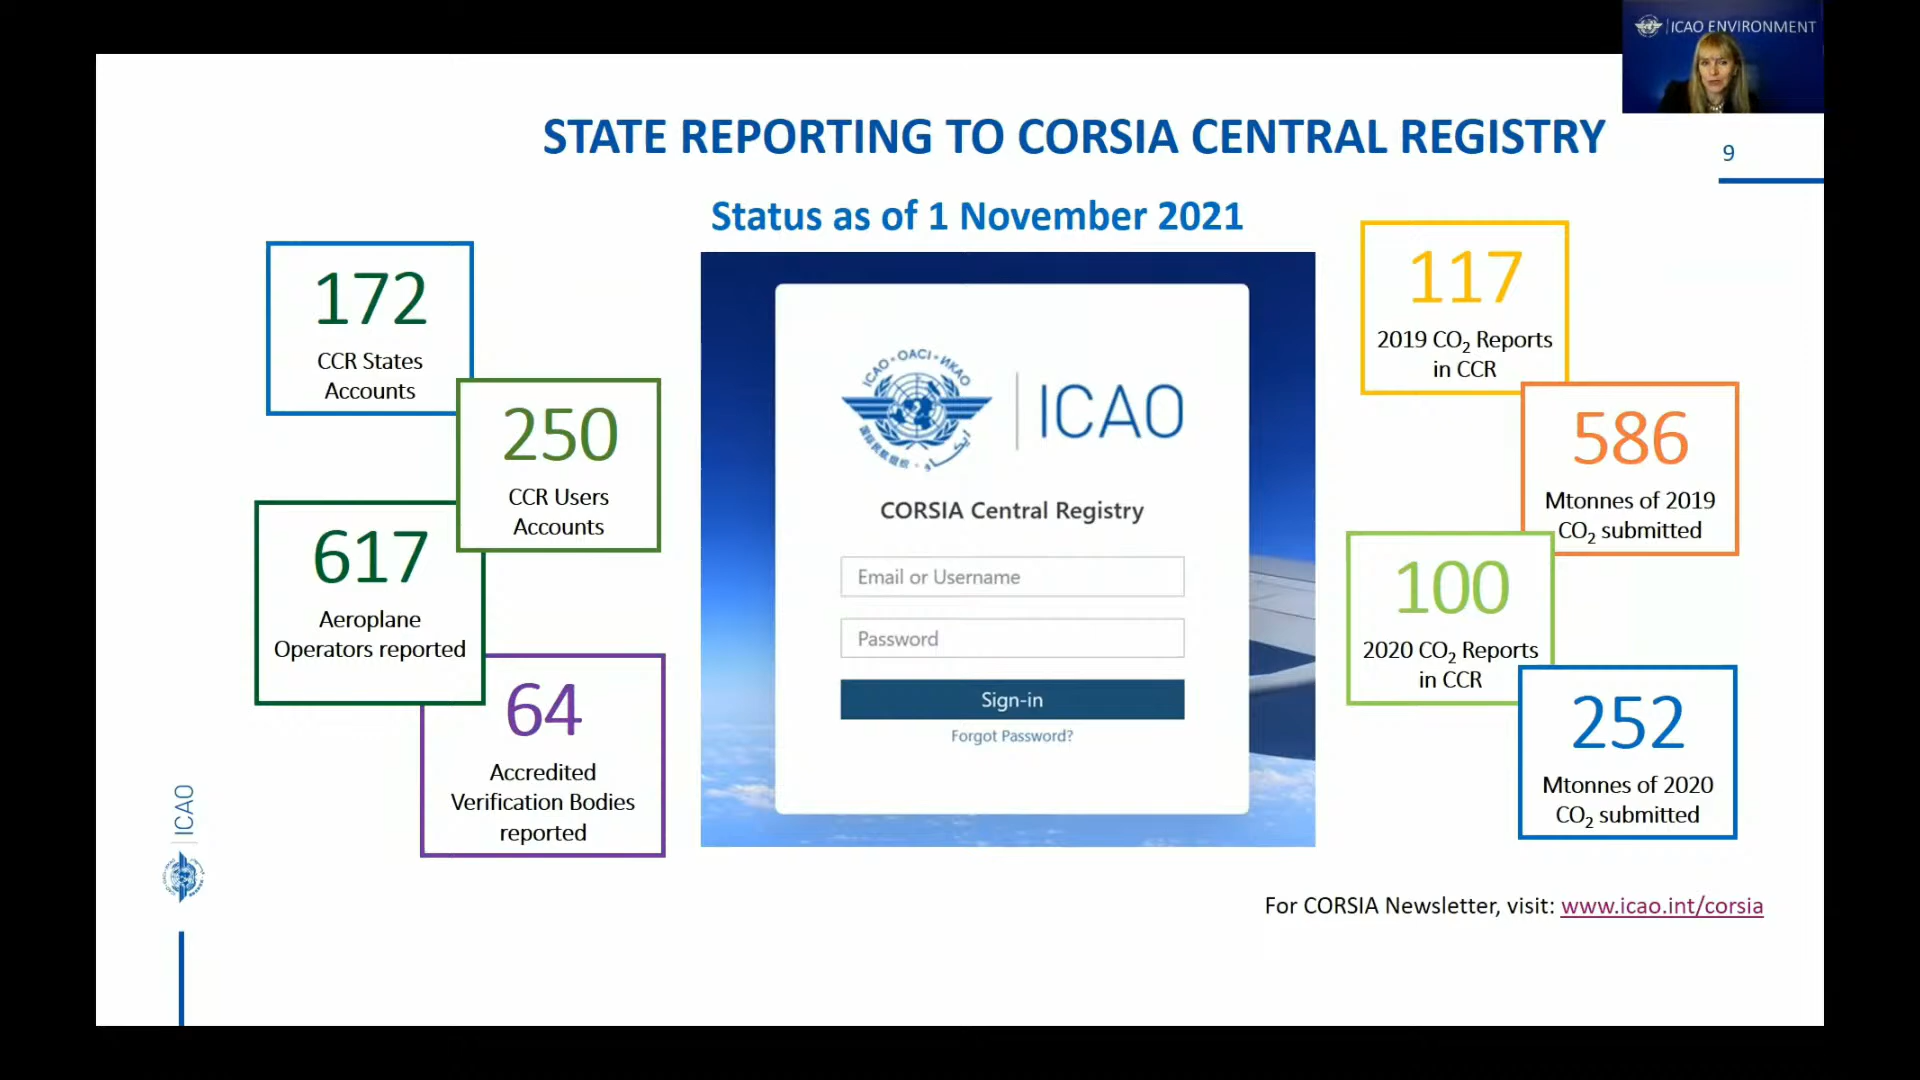 ICAO ENVIRONMENT
STATE REPORTING TO CORSIA CENTRAL REGISTRY
9
Status as of 1 November 2021
172
CCR States
Accounts
250
CCR Users
Accounts
617
Aeroplane
Operators reported
64
Accredited
Verification Bodies
reported
ICAO · OACI · ИКАО
ICAO
CORSIA Central Registry
Email or Username
Password
Sign-in
Forgot Password?
117
2019 CO₂ Reports
in CCR
586
Mtonnes of 2019
CO₂ submitted
100
2020 CO₂ Reports
in CCR
252
Mtonnes of 2020
CO₂ submitted
ICAO
For CORSIA Newsletter, visit: www.icao.int/corsia